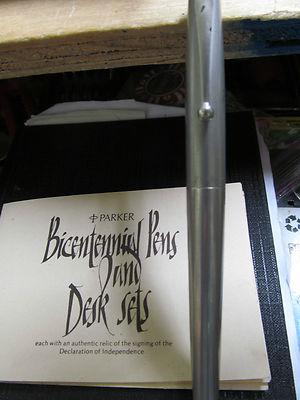 PARKER
Bicentennial Pens
and
Desk sets
each with an authentic relic of the signing of the
Declaration of Independence